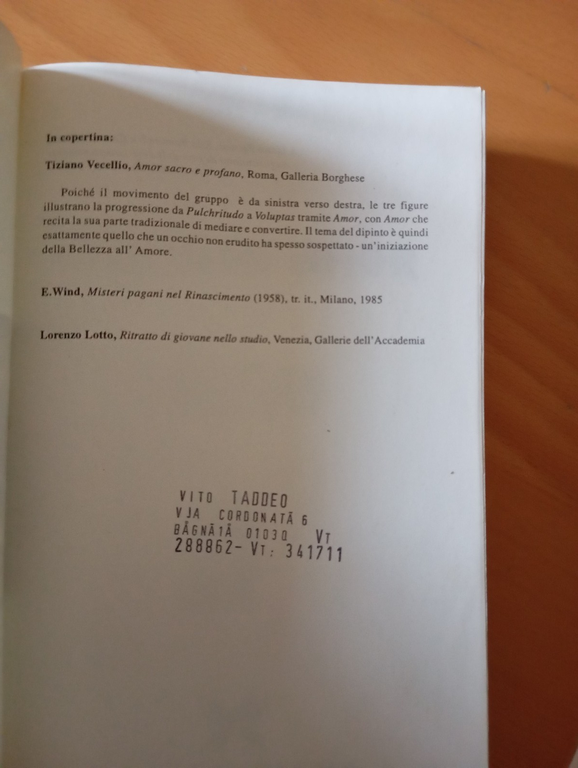 In copertina:
Tiziano Vecellio, Amor sacro e profano, Roma, Galleria Borghese
Poiché il movimento del gruppo è da sinistra verso destra, le tre figure
illustrano la progressione da Pulchritudo a Voluptas tramite Amor, con Amor che
recita la sua parte tradizionale di mediare e convertire. Il tema del dipinto è quindi
esattamente quello che un occhio non erudito ha spesso sospettato - un'iniziazione
della Bellezza all' Amore.
E.Wind, Misteri pagani nel Rinascimento (1958), tr. it., Milano, 1985
Lorenzo Lotto, Ritratto di giovane nello studio, Venezia, Gallerie dell'Accademia
VITO TADDEO
VJA CORDONATÀ 6
BÂGNÀIÀ 01030 VT
288862- VT: 341711